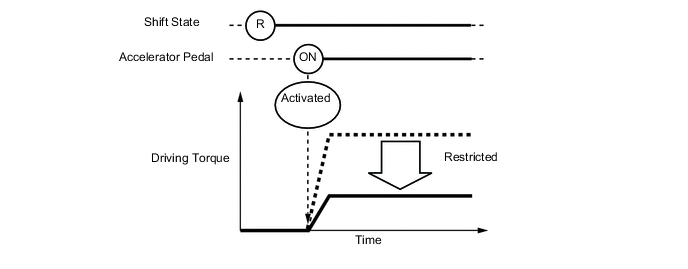 Shift State
R
Accelerator Pedal
ON
Activated
Driving Torque
Restricted
Time